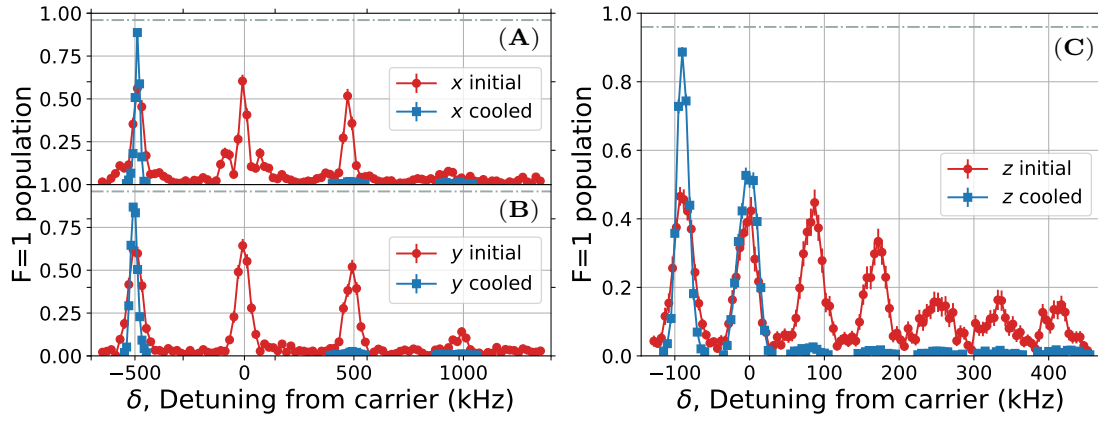 1.00
0.75
0.50
0.25
1.00
0.75
0.50
0.25
0.00
F=1 population
(A)
x initial
x cooled
(B)
y initial
y cooled
−500 0 500 1000
δ, Detuning from carrier (kHz)
1.0
0.8
0.6
0.4
0.2
0.0
F=1 population
(C)
z initial
z cooled
−100 0 100 200 300 400
δ, Detuning from carrier (kHz)